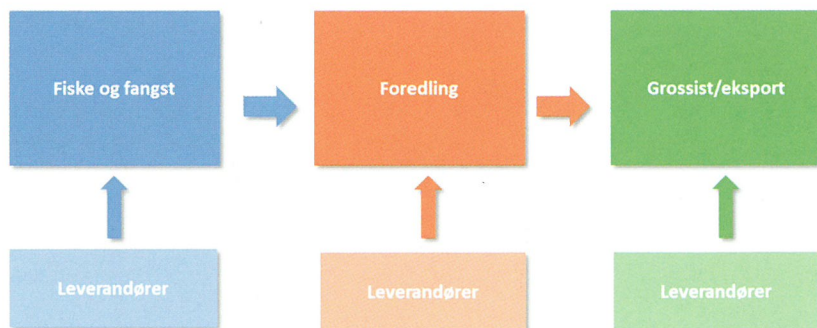 Fiske og fangst
Foredling
Grossist/eksport
Leverandører
Leverandører
Leverandører